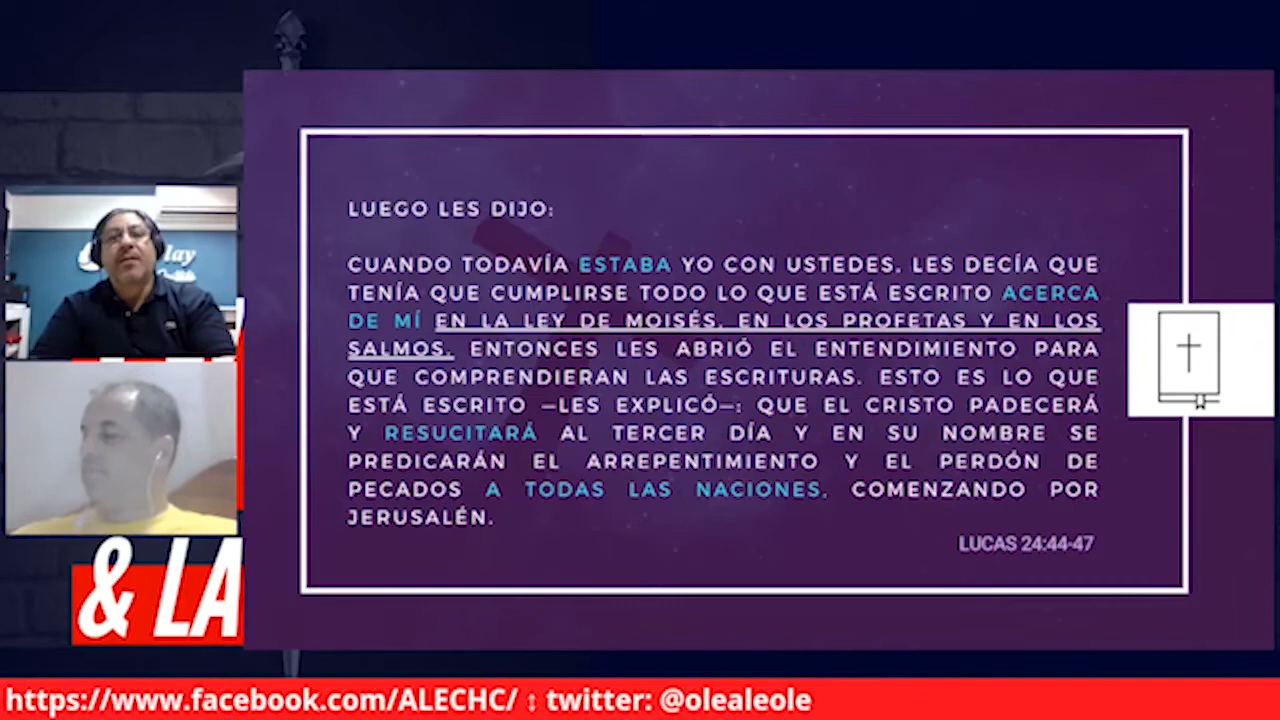 LUEGO LES DIJO:
CUANDO TODAVÍA ESTABA YO CON USTEDES, LES DECÍA QUE
TENÍA QUE CUMPLIRSE TODO LO QUE ESTÁ ESCRITO ACERCA
DE MÍ EN LA LEY DE MOISÉS, EN LOS PROFETAS Y EN LOS
SALMOS. ENTONCES LES ABRIÓ EL ENTENDIMIENTO PARA
QUE COMPRENDIERAN LAS ESCRITURAS. ESTO ES LO QUE
ESTÁ ESCRITO —LES EXPLICÓ—: QUE EL CRISTO PADECERÁ
Y RESUCITARÁ AL TERCER DÍA Y EN SU NOMBRE SE
PREDICARÁN EL ARREPENTIMIENTO Y EL PERDÓN DE
PECADOS A TODAS LAS NACIONES, COMENZANDO POR
JERUSALÉN.
LUCAS 24:44-47
& LA
https://www.facebook.com/ALECHC/ ↕ twitter: @olealeole